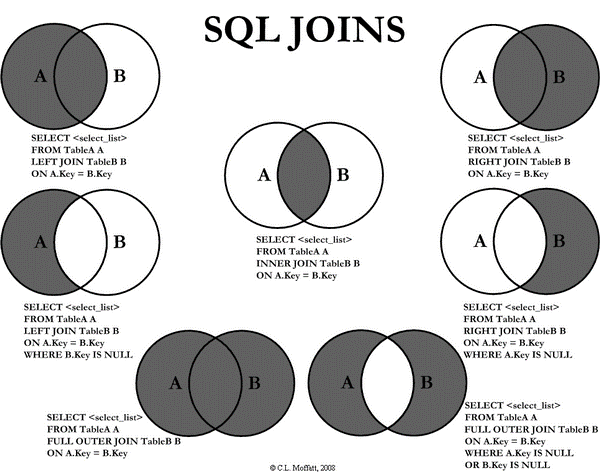 SQL JOINS
A B
SELECT <select_list>
FROM TableA A
LEFT JOIN TableB B
ON A.Key = B.Key
A B
SELECT <select_list>
FROM TableA A
RIGHT JOIN TableB B
ON A.Key = B.Key
A B
SELECT <select_list>
FROM TableA A
INNER JOIN TableB B
ON A.Key = B.Key
A B
SELECT <select_list>
FROM TableA A
LEFT JOIN TableB B
ON A.Key = B.Key
WHERE B.Key IS NULL
A B
SELECT <select_list>
FROM TableA A
RIGHT JOIN TableB B
ON A.Key = B.Key
WHERE A.Key IS NULL
A B
SELECT <select_list>
FROM TableA A
FULL OUTER JOIN TableB B
ON A.Key = B.Key
A B
SELECT <select_list>
FROM TableA A
FULL OUTER JOIN TableB B
ON A.Key = B.Key
WHERE A.Key IS NULL
OR B.Key IS NULL
© C.L. Moffatt, 2008